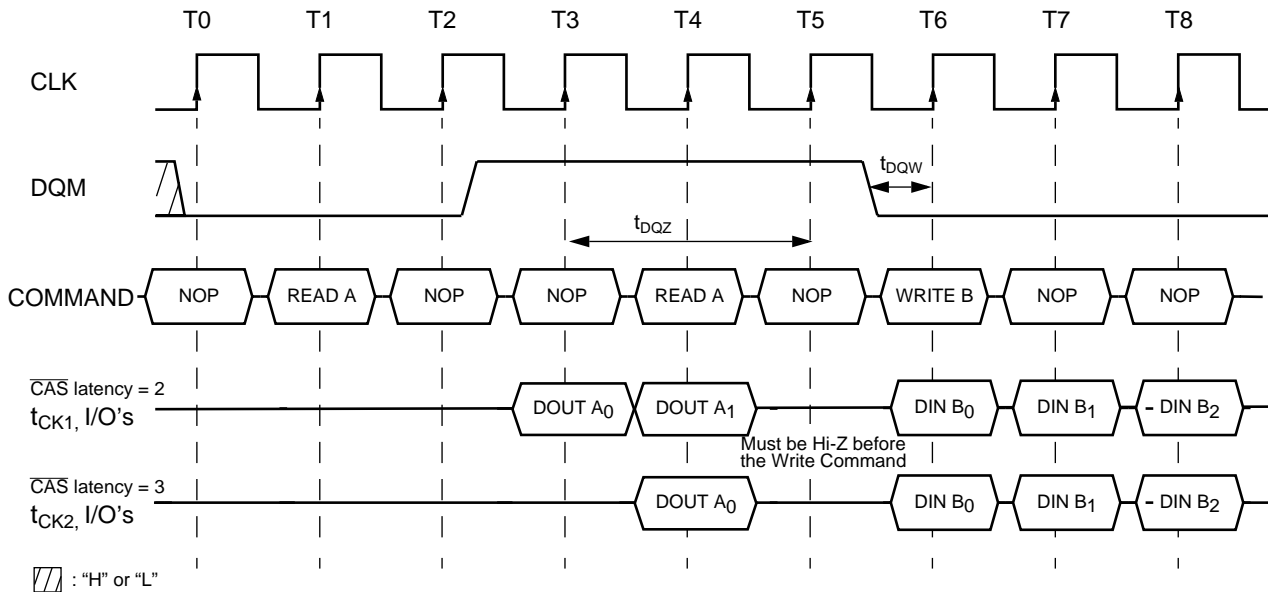 T0 T1 T2 T3 T4 T5 T6 T7 T8
CLK
DQM
tDQW
tDQZ
COMMAND NOP READ A NOP NOP READ A NOP WRITE B NOP NOP
CAS latency = 2
tCK1, I/O's DOUT A0 DOUT A1 DIN B0 DIN B1 DIN B2
Must be Hi-Z before
the Write Command
CAS latency = 3
tCK2, I/O's DOUT A0 DIN B0 DIN B1 DIN B2
: “H” or “L”